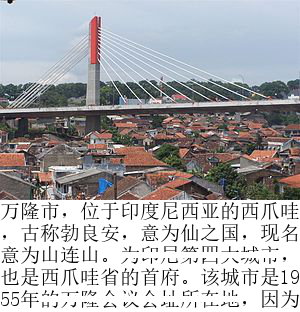 万隆市，位于印度尼西亚的西爪哇
，古称勃良安，意为仙之国，现名
意为山连山。为印尼第四大城市，
也是西爪哇省的首府。该城市是19
55年的万隆会议会址所在地，因为